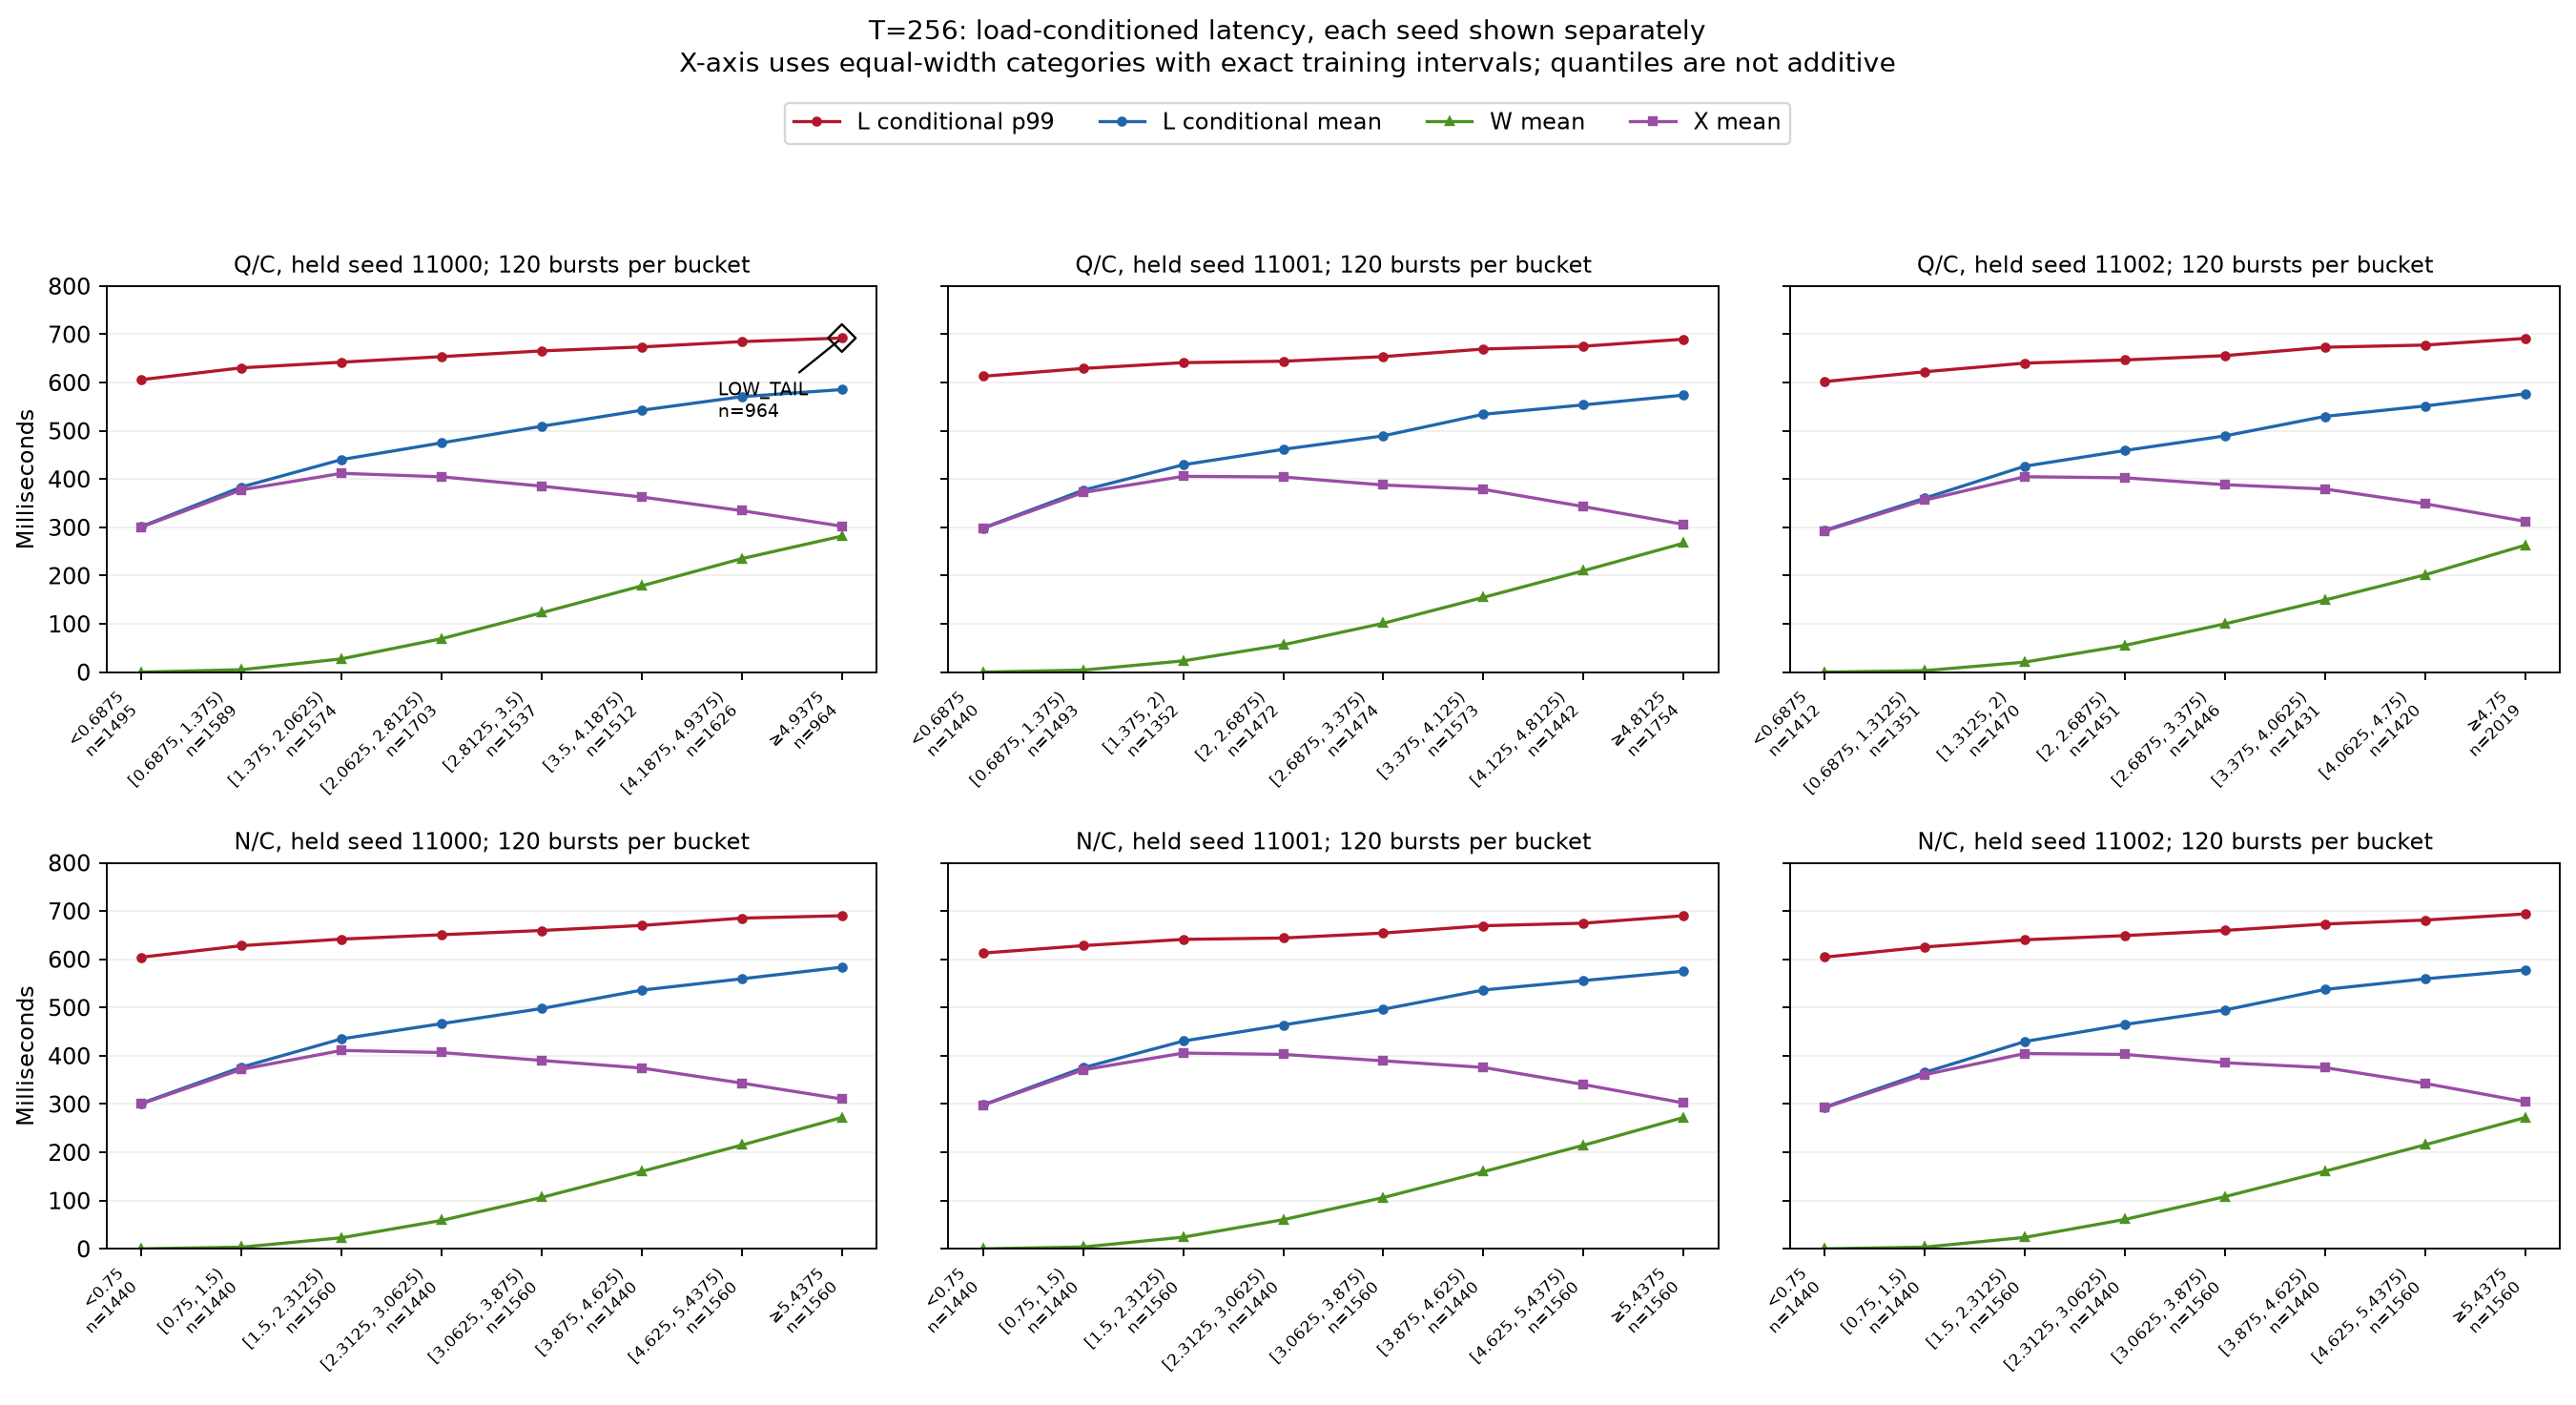 T=256: load-conditioned latency, each seed shown separately
X-axis uses equal-width categories with exact training intervals; quantiles are not additive
L conditional p99
L conditional mean
W mean
X mean
Q/C, held seed 11000; 120 bursts per bucket
Milliseconds
800
700
600
500
400
300
200
100
0
LOW_TAIL
n=964
<0.6875
n=1495
[0.6875, 1.375)
n=1589
[1.375, 2.0625)
n=1574
[2.0625, 2.8125)
n=1703
[2.8125, 3.5)
n=1537
[3.5, 4.1875)
n=1512
[4.1875, 4.9375)
n=1626
≥4.9375
n=964
Q/C, held seed 11001; 120 bursts per bucket
<0.6875
n=1440
[0.6875, 1.375)
n=1493
[1.375, 2)
n=1352
[2, 2.6875)
n=1472
[2.6875, 3.375)
n=1474
[3.375, 4.125)
n=1573
[4.125, 4.8125)
n=1442
≥4.8125
n=1754
Q/C, held seed 11002; 120 bursts per bucket
<0.6875
n=1412
[0.6875, 1.3125)
n=1351
[1.3125, 2)
n=1470
[2, 2.6875)
n=1451
[2.6875, 3.375)
n=1446
[3.375, 4.0625)
n=1431
[4.0625, 4.75)
n=1420
≥4.75
n=2019
N/C, held seed 11000; 120 bursts per bucket
Milliseconds
800
700
600
500
400
300
200
100
0
<0.75
n=1440
[0.75, 1.5)
n=1440
[1.5, 2.3125)
n=1560
[2.3125, 3.0625)
n=1440
[3.0625, 3.875)
n=1560
[3.875, 4.625)
n=1440
[4.625, 5.4375)
n=1560
≥5.4375
n=1560
N/C, held seed 11001; 120 bursts per bucket
<0.75
n=1440
[0.75, 1.5)
n=1440
[1.5, 2.3125)
n=1560
[2.3125, 3.0625)
n=1440
[3.0625, 3.875)
n=1560
[3.875, 4.625)
n=1440
[4.625, 5.4375)
n=1560
≥5.4375
n=1560
N/C, held seed 11002; 120 bursts per bucket
<0.75
n=1440
[0.75, 1.5)
n=1440
[1.5, 2.3125)
n=1560
[2.3125, 3.0625)
n=1440
[3.0625, 3.875)
n=1560
[3.875, 4.625)
n=1440
[4.625, 5.4375)
n=1560
≥5.4375
n=1560